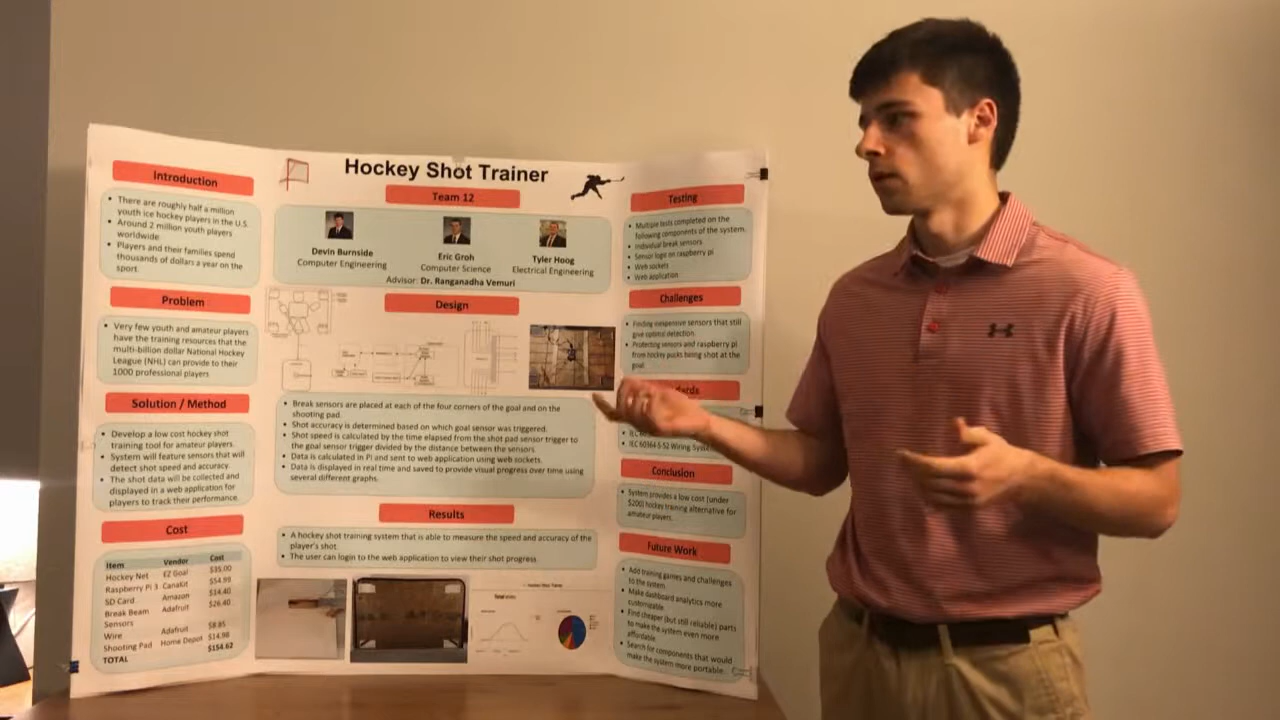 Hockey Shot Trainer
Team 12
Devin Burnside
Computer Engineering
Eric Groh
Computer Science
Tyler Hoog
Electrical Engineering
Advisor: Dr. Ranganadha Vemuri
Introduction
There are roughly half a million
youth ice hockey players in the U.S.
Around 2 million youth players
worldwide.
Players and their families spend
thousands of dollars a year on the
sport.
Problem
Very few youth and amateur players
have the training resources that the
multi-billion dollar National Hockey
League (NHL) can provide to their
1000 professional players
Solution / Method
Develop a low cost hockey shot
training tool for amateur players.
System will feature sensors that will
detect shot speed and accuracy.
The shot data will be collected and
displayed in a web application for
players to track their performance.
Cost
Item Vendor Cost
Hockey Net EZ Goal $35.00
Raspberry Pi 3 CanaKit $54.99
SD Card Amazon $14.40
Break Beam Adafruit $26.40
Sensors
Wire Adafruit $8.85
Shooting Pad Home Depot $14.98
TOTAL $154.62
Design
Break sensors are placed at each of the four corners of the goal and on the
shooting pad.
Shot accuracy is determined based on which goal sensor was triggered.
Shot speed is calculated by the time elapsed from the shot pad sensor trigger to
the goal sensor trigger divided by the distance between the sensors.
Data is calculated in Pi and sent to web application using web sockets.
Data is displayed in real time and saved to provide visual progress over time using
several different graphs.
Results
A hockey shot training system that is able to measure the speed and accuracy of the
player's shot.
The user can login to the web application to view their shot progress.
Testing
Multiple tests completed on the
following components of the system.
Individual break sensors
Sensor logic on raspberry pi
Web sockets
Web application
Challenges
Finding inexpensive sensors that still
give optimal detection.
Protecting sensors and raspberry pi
from hockey pucks being shot at the
goal.
IEC 60364-5-52 Wiring
Conclusion
System provides a low cost (under
$200) hockey training alternative for
amateur players.
Future Work
Add training games and challenges
to the system.
Make dashboard analytics more
customizable.
Find cheaper (but still reliable) parts
to make the system even more
affordable.
Search for components that would
make the system more portable.